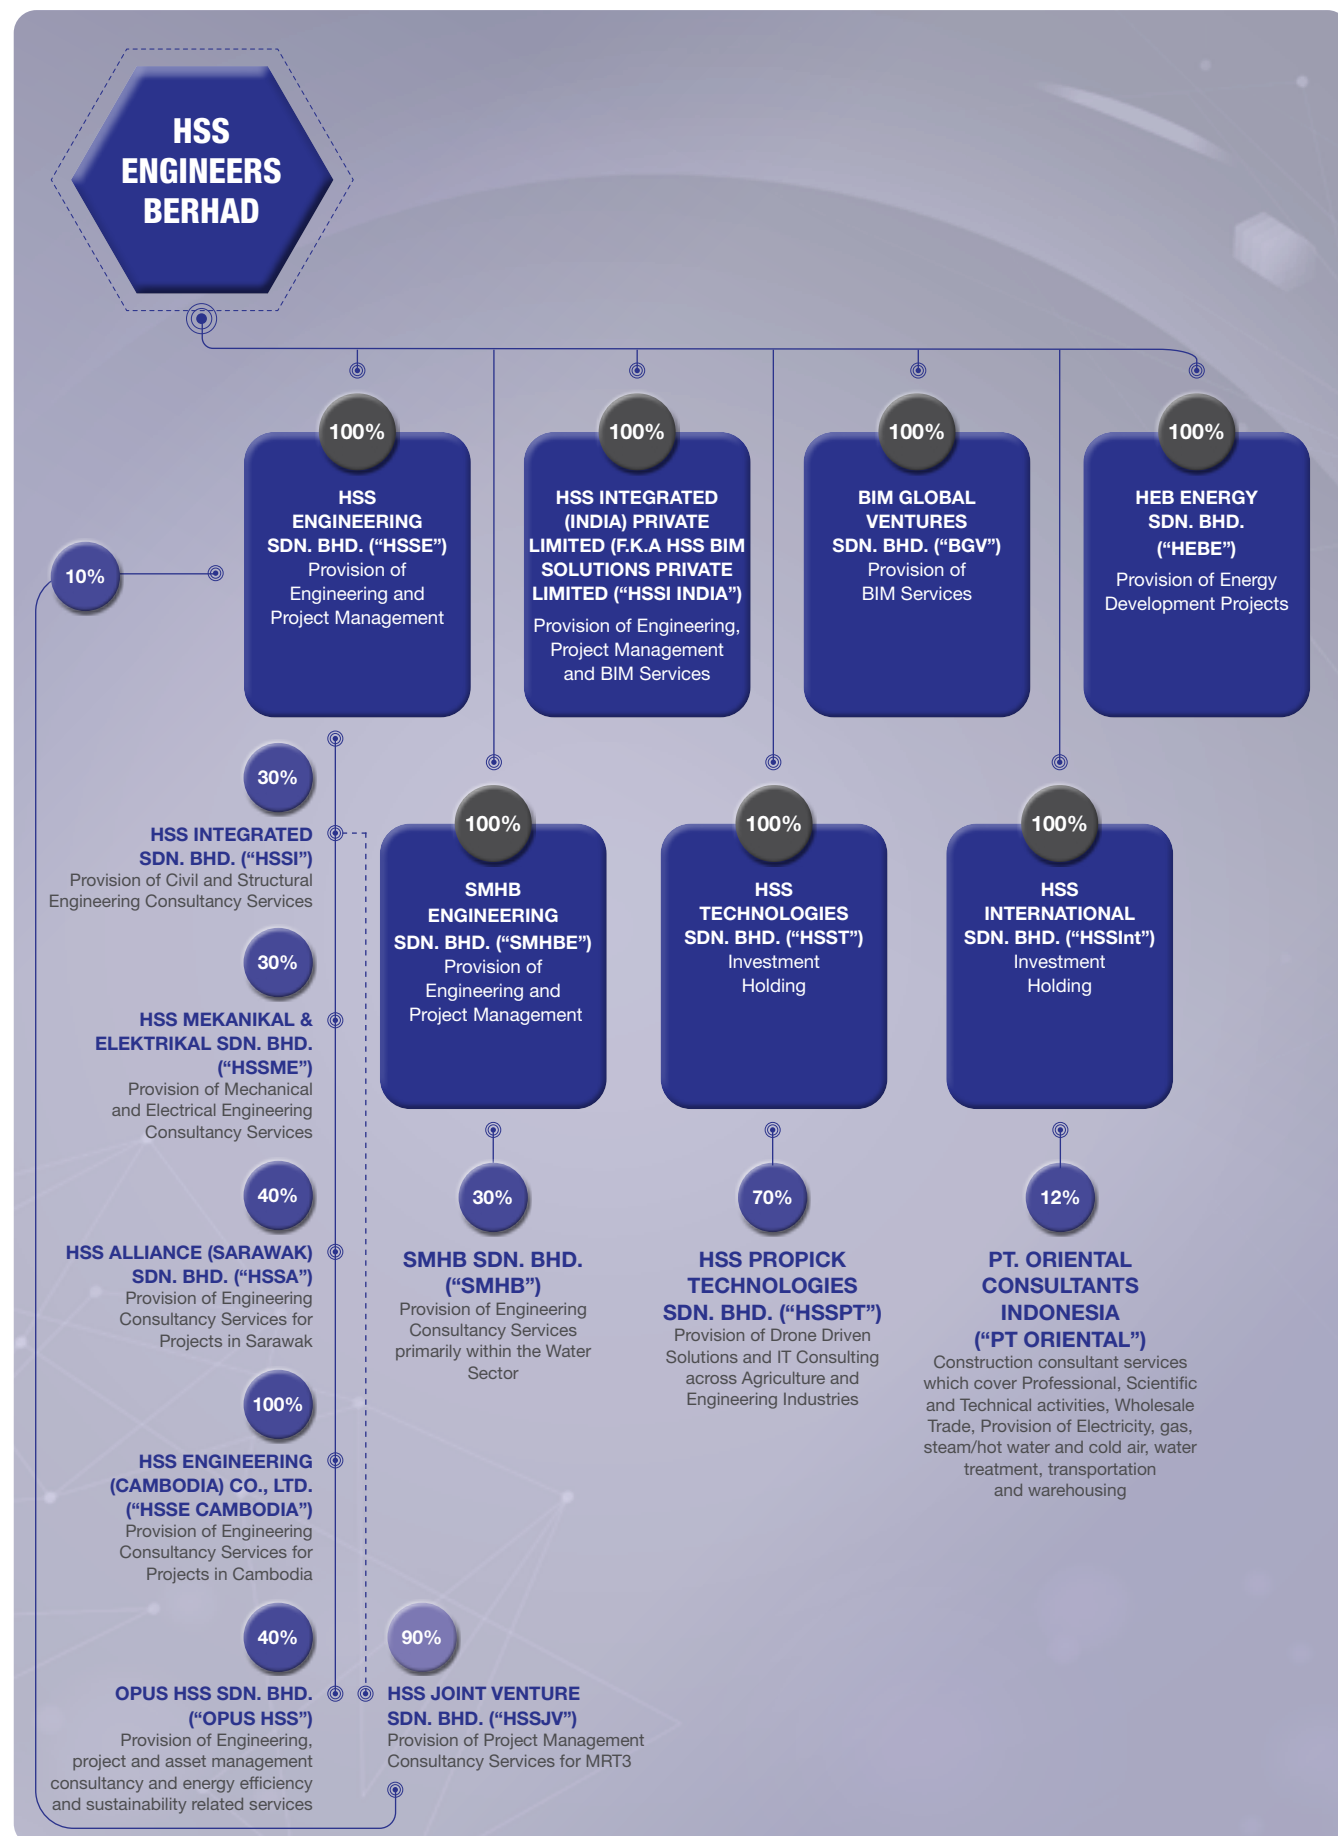 HSS
ENGINEERS
BERHAD
100%
HSS
ENGINEERING
SDN. BHD. (“HSSE”)
Provision of
Engineering and
Project Management
100%
HSS INTEGRATED
(INDIA) PRIVATE
LIMITED (F.K.A HSS BIM
SOLUTIONS PRIVATE
LIMITED (“HSSI INDIA”)
Provision of Engineering,
Project Management
and BIM Services
100%
BIM GLOBAL
VENTURES
SDN. BHD. (“BGV”)
Provision of
BIM Services
100%
HEB ENERGY
SDN. BHD.
(“HEBE”)
Provision of Energy
Development Projects
10%
30%
HSS INTEGRATED
SDN. BHD. (“HSSI”)
Provision of Civil and Structural
Engineering Consultancy Services
30%
HSS MEKANIKAL &
ELEKTRIKAL SDN. BHD.
(“HSSME”)
Provision of Mechanical
and Electrical Engineering
Consultancy Services
40%
HSS ALLIANCE (SARAWAK)
SDN. BHD. (“HSSA”)
Provision of Engineering
Consultancy Services for
Projects in Sarawak
100%
HSS ENGINEERING
(CAMBODIA) CO., LTD.
(“HSSE CAMBODIA”)
Provision of Engineering
Consultancy Services for
Projects in Cambodia
40%
OPUS HSS SDN. BHD.
(“OPUS HSS”)
Provision of Engineering,
project and asset management
consultancy and energy efficiency
and sustainability related services
90%
HSS JOINT VENTURE
SDN. BHD. (“HSSJV”)
Provision of Project Management
Consultancy Services for MRT3
100%
SMHB
ENGINEERING
SDN. BHD. (“SMHBE”)
Provision of
Engineering and
Project Management
30%
SMHB SDN. BHD.
(“SMHB”)
Provision of Engineering
Consultancy Services
primarily within the Water
Sector
100%
HSS
TECHNOLOGIES
SDN. BHD. (“HSST”)
Investment
Holding
70%
HSS PROPICK
TECHNOLOGIES
SDN. BHD. (“HSSPT”)
Provision of Drone Driven
Solutions and IT Consulting
across Agriculture and
Engineering Industries
100%
HSS
INTERNATIONAL
SDN. BHD. (“HSSInt”)
Investment
Holding
12%
PT. ORIENTAL
CONSULTANTS
INDONESIA
(“PT ORIENTAL”)
Construction consultant services
which cover Professional, Scientific
and Technical activities, Wholesale
Trade, Provision of Electricity, gas,
steam/hot water and cold air, water
treatment, transportation
and warehousing